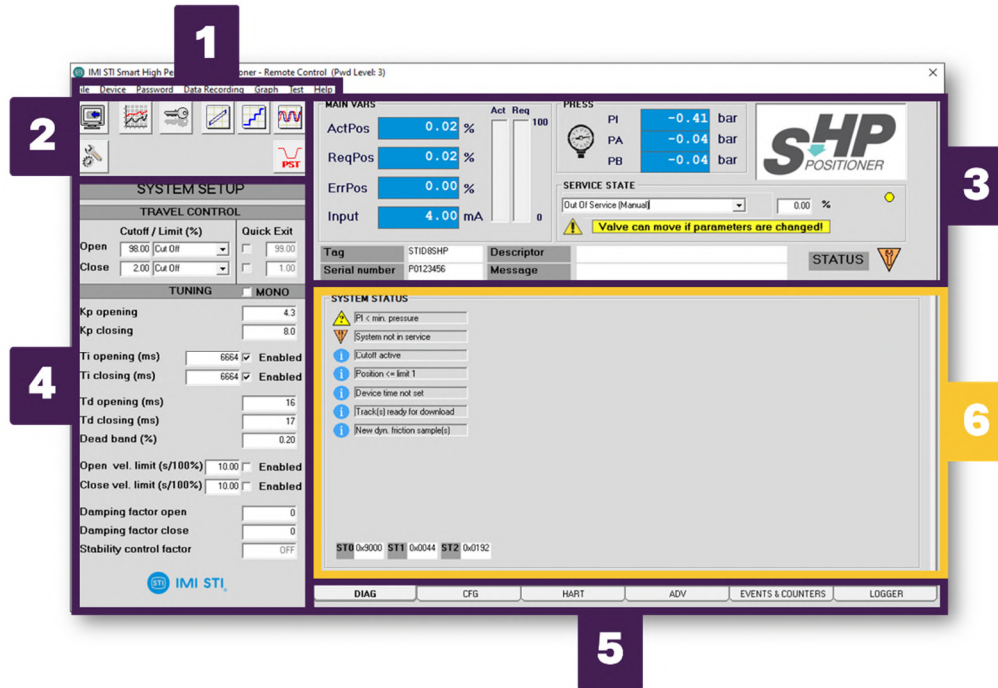 1
IMI STI Smart High Pe oner - Remote Control (Pwd Level: 3)
ile Device Password Data Recording Graph Test Help
2
PST
SYSTEM SETUP
TRAVEL CONTROL
Cutoff / Limit (%) Quick Exit
Open 98.00 Cut Off 99.00
Close 2.00 Cut Off 1.00
TUNING MONO
Kp opening 4.3
Kp closing 8.0
Ti opening (ms) 6664 Enabled
Ti closing (ms) 6664 Enabled
Td opening (ms) 16
Td closing (ms) 17
Dead band (%) 0.20
Open vel. limit (s/100%) 10.00 Enabled
Close vel. limit (s/100%) 10.00 Enabled
Damping factor open 0
Damping factor close 0
Stability control factor OFF
STI IMI STI
4
MAIN VARS
Act Req
100
ActPos 0.02 %
ReqPos 0.02 %
ErrPos 0.00 %
Input 4.00 mA
0
PRESS
PI -0.41 bar
PA -0.04 bar
PB -0.04 bar
SHP
POSITIONER
SERVICE STATE
Out Of Service (Manual) 0.00 %
Valve can move if parameters are changed!
Tag STID8SHP Descriptor
Serial number P0123456 Message
STATUS
3
SYSTEM STATUS
PI < min. pressure
System not in service
Cutoff active
Position <= limit 1
Device time not set
Track(s) ready for download
New dyn. friction sample(s)
ST0 0x9000 ST1 0x0044 ST2 0x0192
6
DIAG CFG HART ADV EVENTS & COUNTERS LOGGER
5